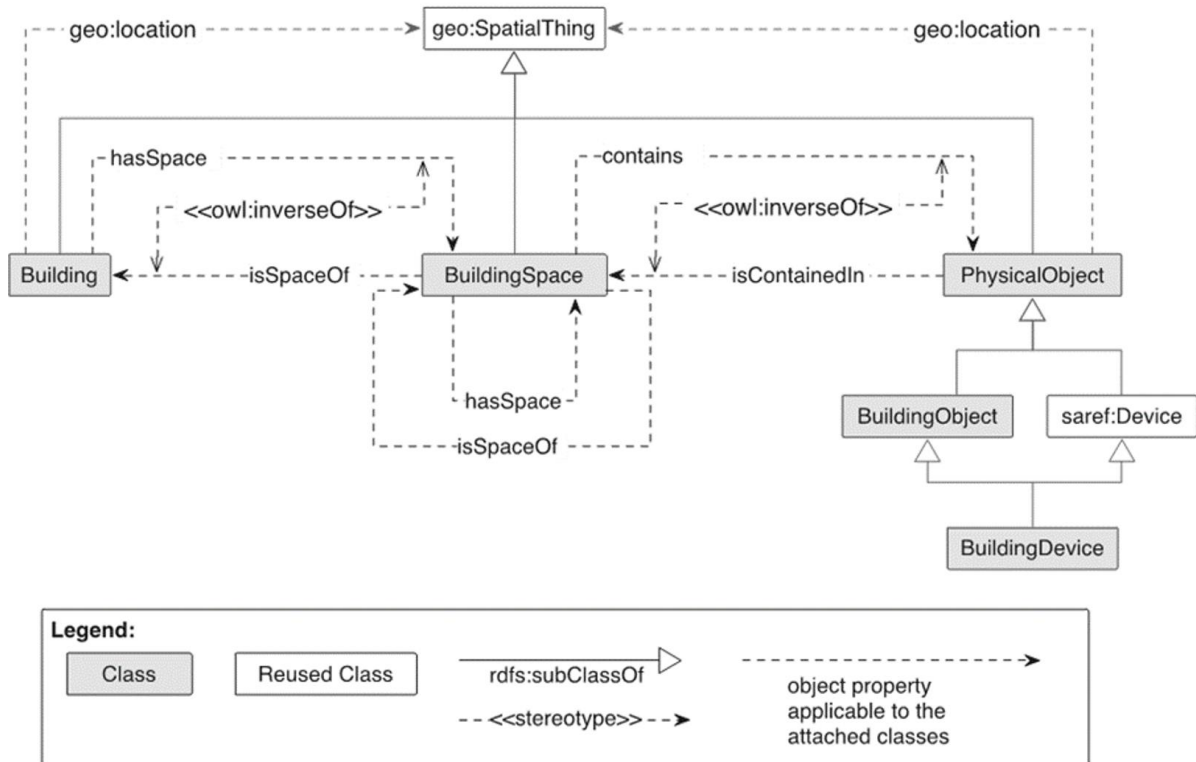 geo:SpatialThing
geo:location
geo:location
hasSpace
contains
<<owl:inverseOf>>
<<owl:inverseOf>>
Building
isSpaceOf
BuildingSpace
isContainedIn
PhysicalObject
hasSpace
isSpaceOf
BuildingObject
saref:Device
BuildingDevice
Legend:
Class
Reused Class
rdfs:subClassOf
<<stereotype>>
object property
applicable to the
attached classes